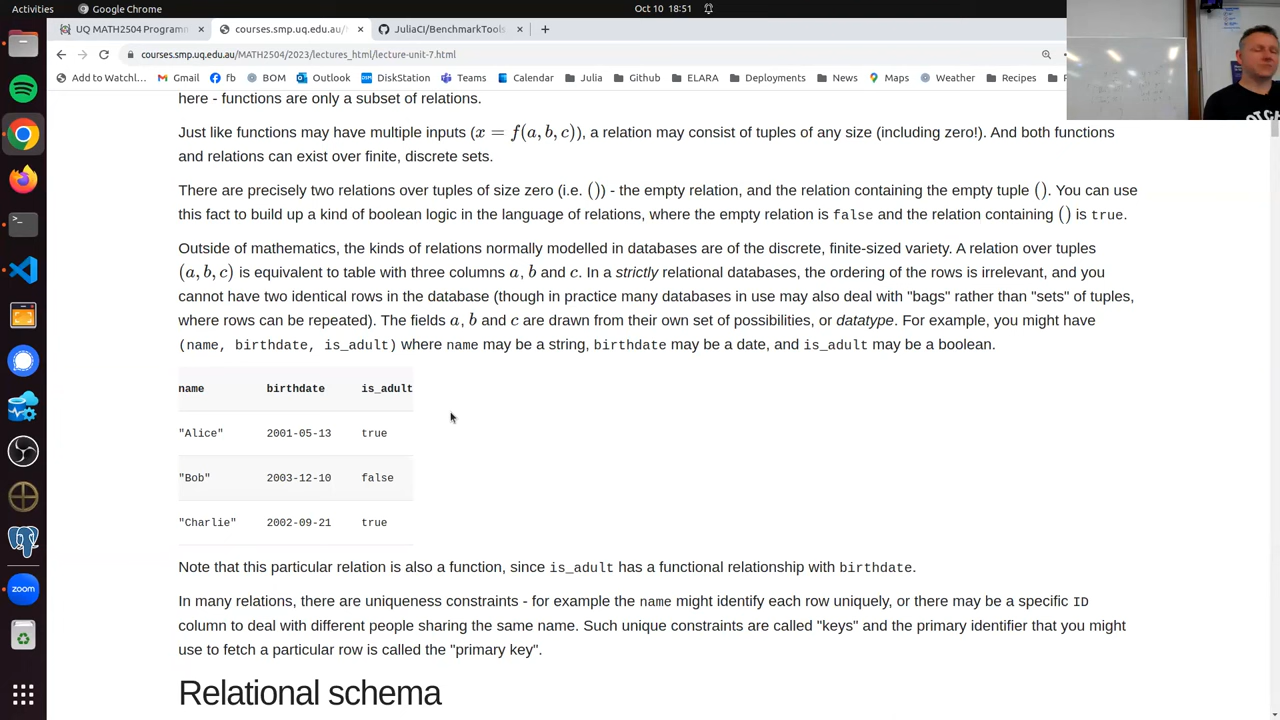 Activities
Google Chrome
Oct 10 18:51
UQ MATH2504 Programm
courses.smp.uq.edu.au/
JuliaCI/BenchmarkTools
courses.smp.uq.edu.au/MATH2504/2023/lectures_html/lecture-unit-7.html
Add to Watchl... Gmail fb BOM Outlook DiskStation Teams Calendar Julia Github ELARA Deployments News Maps Weather Recipes
here - functions are only a subset of relations.
Just like functions may have multiple inputs (x = f(a, b, c)), a relation may consist of tuples of any size (including zero!). And both functions
and relations can exist over finite, discrete sets.
There are precisely two relations over tuples of size zero (i.e. ()) - the empty relation, and the relation containing the empty tuple (). You can use
this fact to build up a kind of boolean logic in the language of relations, where the empty relation is false and the relation containing () is true.
Outside of mathematics, the kinds of relations normally modelled in databases are of the discrete, finite-sized variety. A relation over tuples
(a, b, c) is equivalent to table with three columns a, b and c. In a strictly relational databases, the ordering of the rows is irrelevant, and you
cannot have two identical rows in the database (though in practice many databases in use may also deal with "bags" rather than "sets" of tuples,
where rows can be repeated). The fields a, b and c are drawn from their own set of possibilities, or datatype. For example, you might have
(name, birthdate, is_adult) where name may be a string, birthdate may be a date, and is_adult may be a boolean.
name birthdate is_adult
"Alice" 2001-05-13 true
"Bob" 2003-12-10 false
"Charlie" 2002-09-21 true
Note that this particular relation is also a function, since is_adult has a functional relationship with birthdate.
In many relations, there are uniqueness constraints - for example the name might identify each row uniquely, or there may be a specific ID
column to deal with different people sharing the same name. Such unique constraints are called "keys" and the primary identifier that you might
use to fetch a particular row is called the "primary key".
Relational schema
zoom